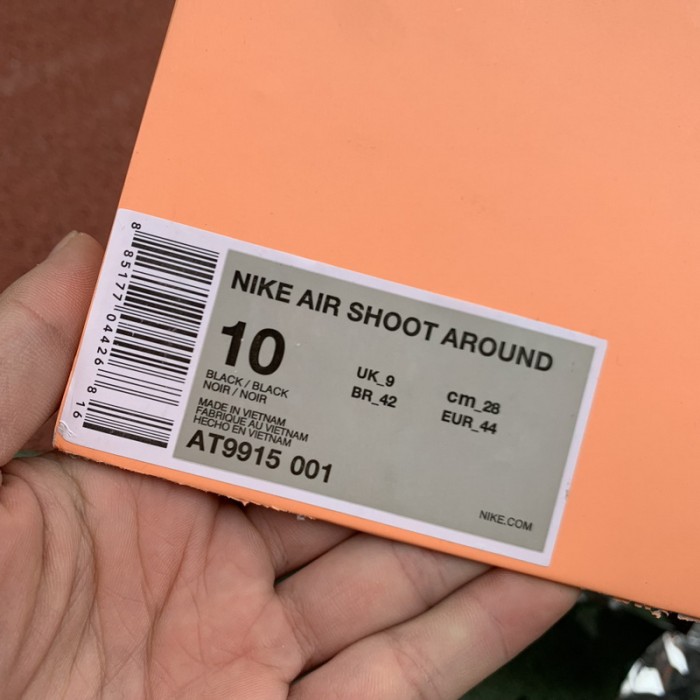 8 85177 04426 8 16
NIKE AIR SHOOT AROUND
10
UK_9
cm_28
BR_42
EUR_44
BLACK / BLACK
NOIR / NOIR
MADE IN VIETNAM
FABRIQUE AU VIETNAM
HECHO EN VIETNAM
AT9915 001
NIKE.COM